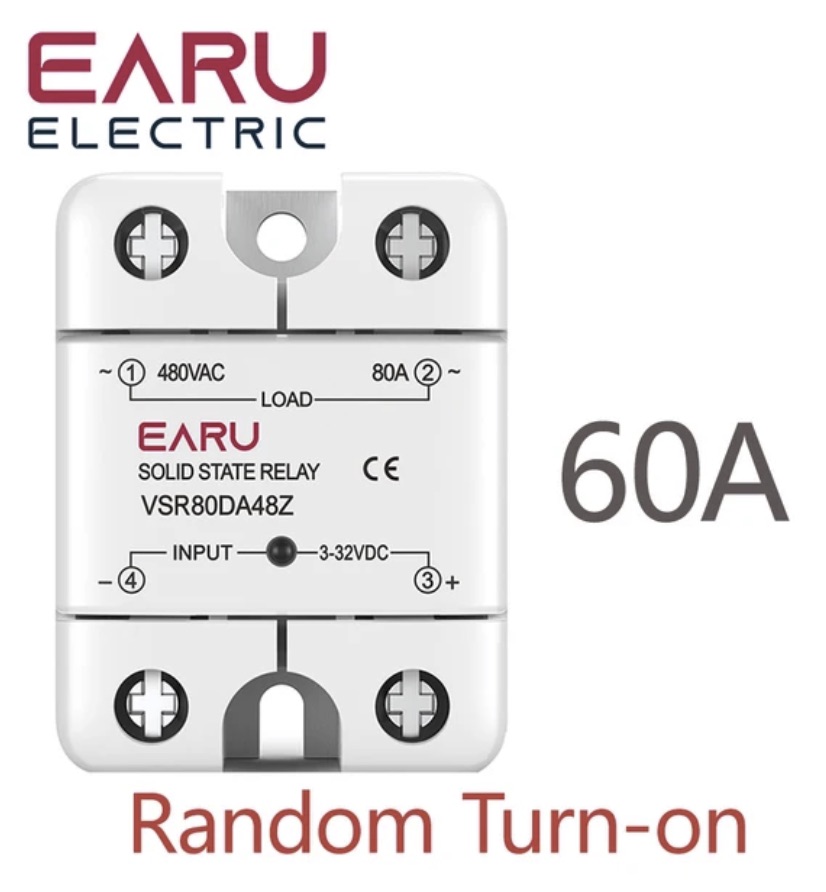 EARU
ELECTRIC
~ 1 480VAC 80A 2 ~
LOAD
EARU
SOLID STATE RELAY CE
VSR80DA48Z
INPUT 3-32VDC
- 4 3 +
60A
Random Turn-on